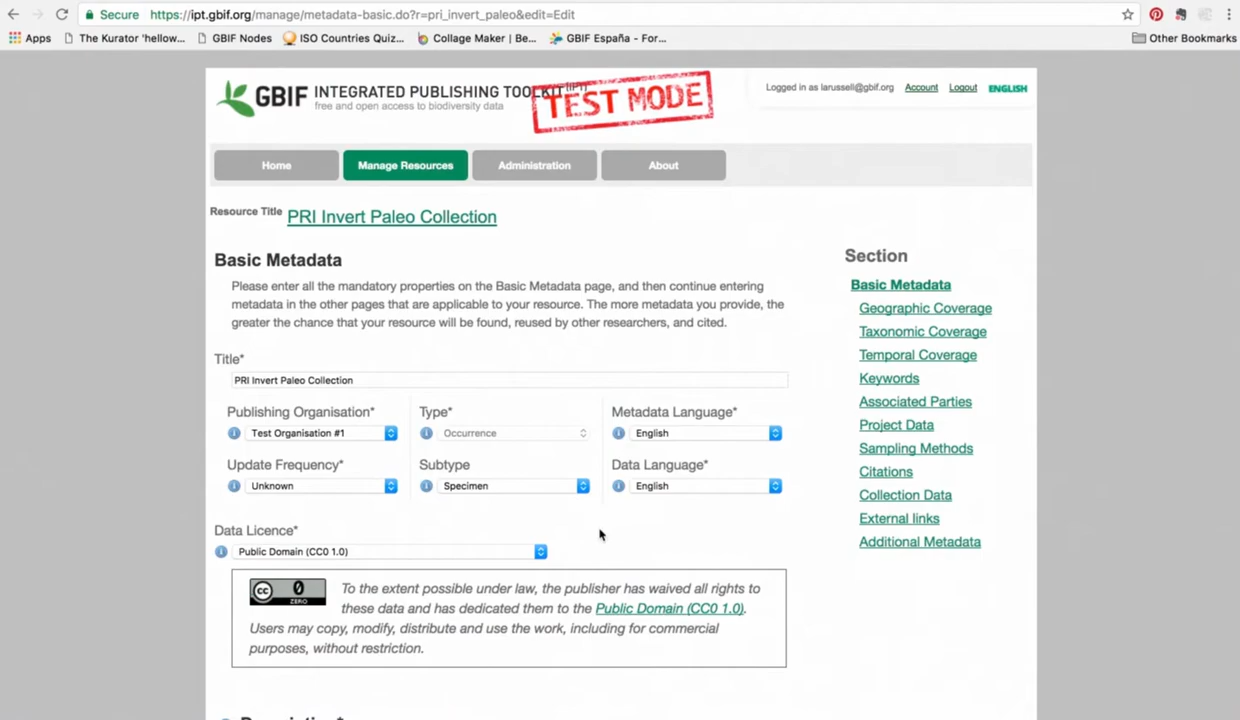 Secure https://ipt.gbif.org/manage/metadata-basic.do?r=pri_invert_paleo&edit=Edit
Apps The Kurator 'hellow... GBIF Nodes ISO Countries Quiz... Collage Maker | Be... GBIF España - For... Other Bookmarks
GBIF INTEGRATED PUBLISHING TOOLKIT (IPT)
free and open access to biodiversity data
TEST MODE
Logged in as larussell@gbif.org Account Logout ENGLISH
Home Manage Resources Administration About
Resource Title PRI Invert Paleo Collection
Basic Metadata
Please enter all the mandatory properties on the Basic Metadata page, and then continue entering
metadata in the other pages that are applicable to your resource. The more metadata you provide, the
greater the chance that your resource will be found, reused by other researchers, and cited.
Title*
PRI Invert Paleo Collection
Publishing Organisation* Type* Metadata Language*
Test Organisation #1 Occurrence English
Update Frequency* Subtype Data Language*
Unknown Specimen English
Data Licence*
Public Domain (CC0 1.0)
cc 0 ZERO
To the extent possible under law, the publisher has waived all rights to
these data and has dedicated them to the Public Domain (CC0 1.0).
Users may copy, modify, distribute and use the work, including for commercial
purposes, without restriction.
Section
Basic Metadata
Geographic Coverage
Taxonomic Coverage
Temporal Coverage
Keywords
Associated Parties
Project Data
Sampling Methods
Citations
Collection Data
External links
Additional Metadata